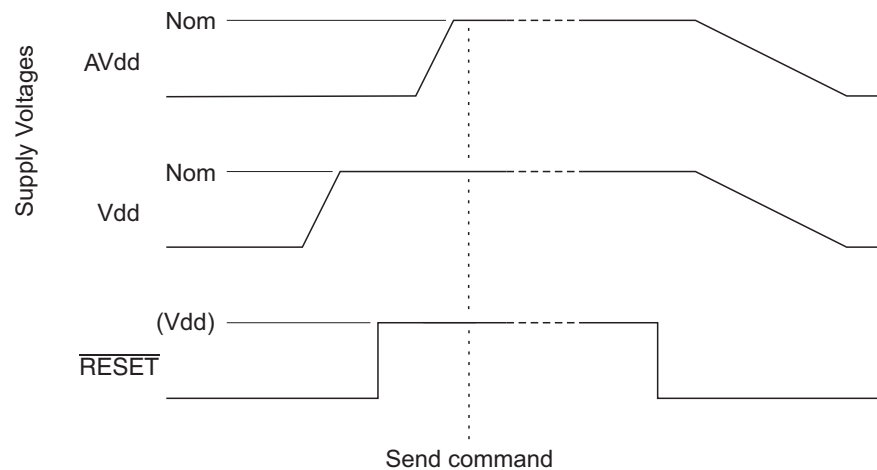 Supply Voltages
Nom
AVdd
Nom
Vdd
(Vdd)
RESET
Send command